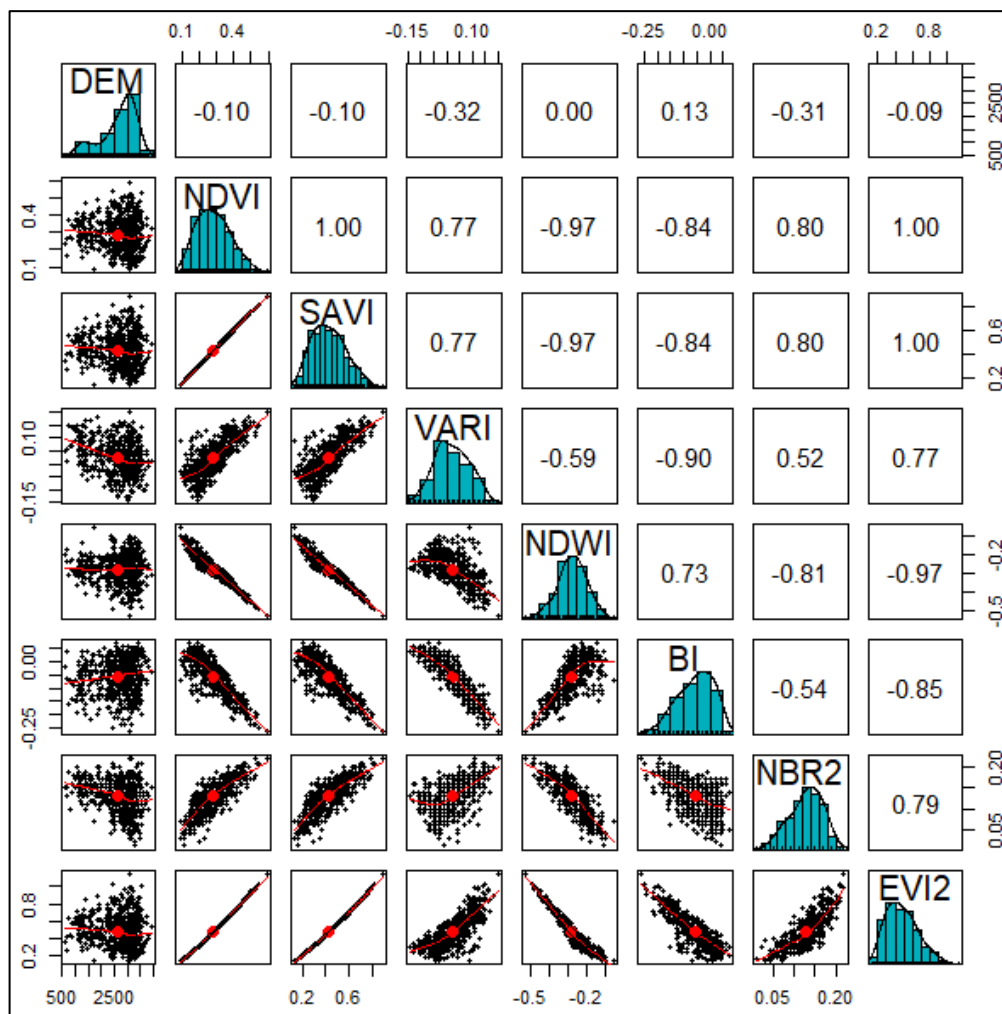 0.1 0.4 -0.15 0.10 -0.25 0.00 0.2 0.8
DEM -0.10 -0.10 -0.32 0.00 0.13 -0.31 -0.09 500 2500
0.1 0.4 NDVI 1.00 0.77 -0.97 -0.84 0.80 1.00
SAVI 0.77 -0.97 -0.84 0.80 1.00 0.2 0.6
-0.15 0.10 VARI -0.59 -0.90 0.52 0.77
NDWI 0.73 -0.81 -0.97 -0.5 -0.2
-0.25 0.00 BI -0.54 -0.85
NBR2 0.79 0.05 0.20
0.2 0.8 EVI2
500 2500 0.2 0.6 -0.5 -0.2 0.05 0.20